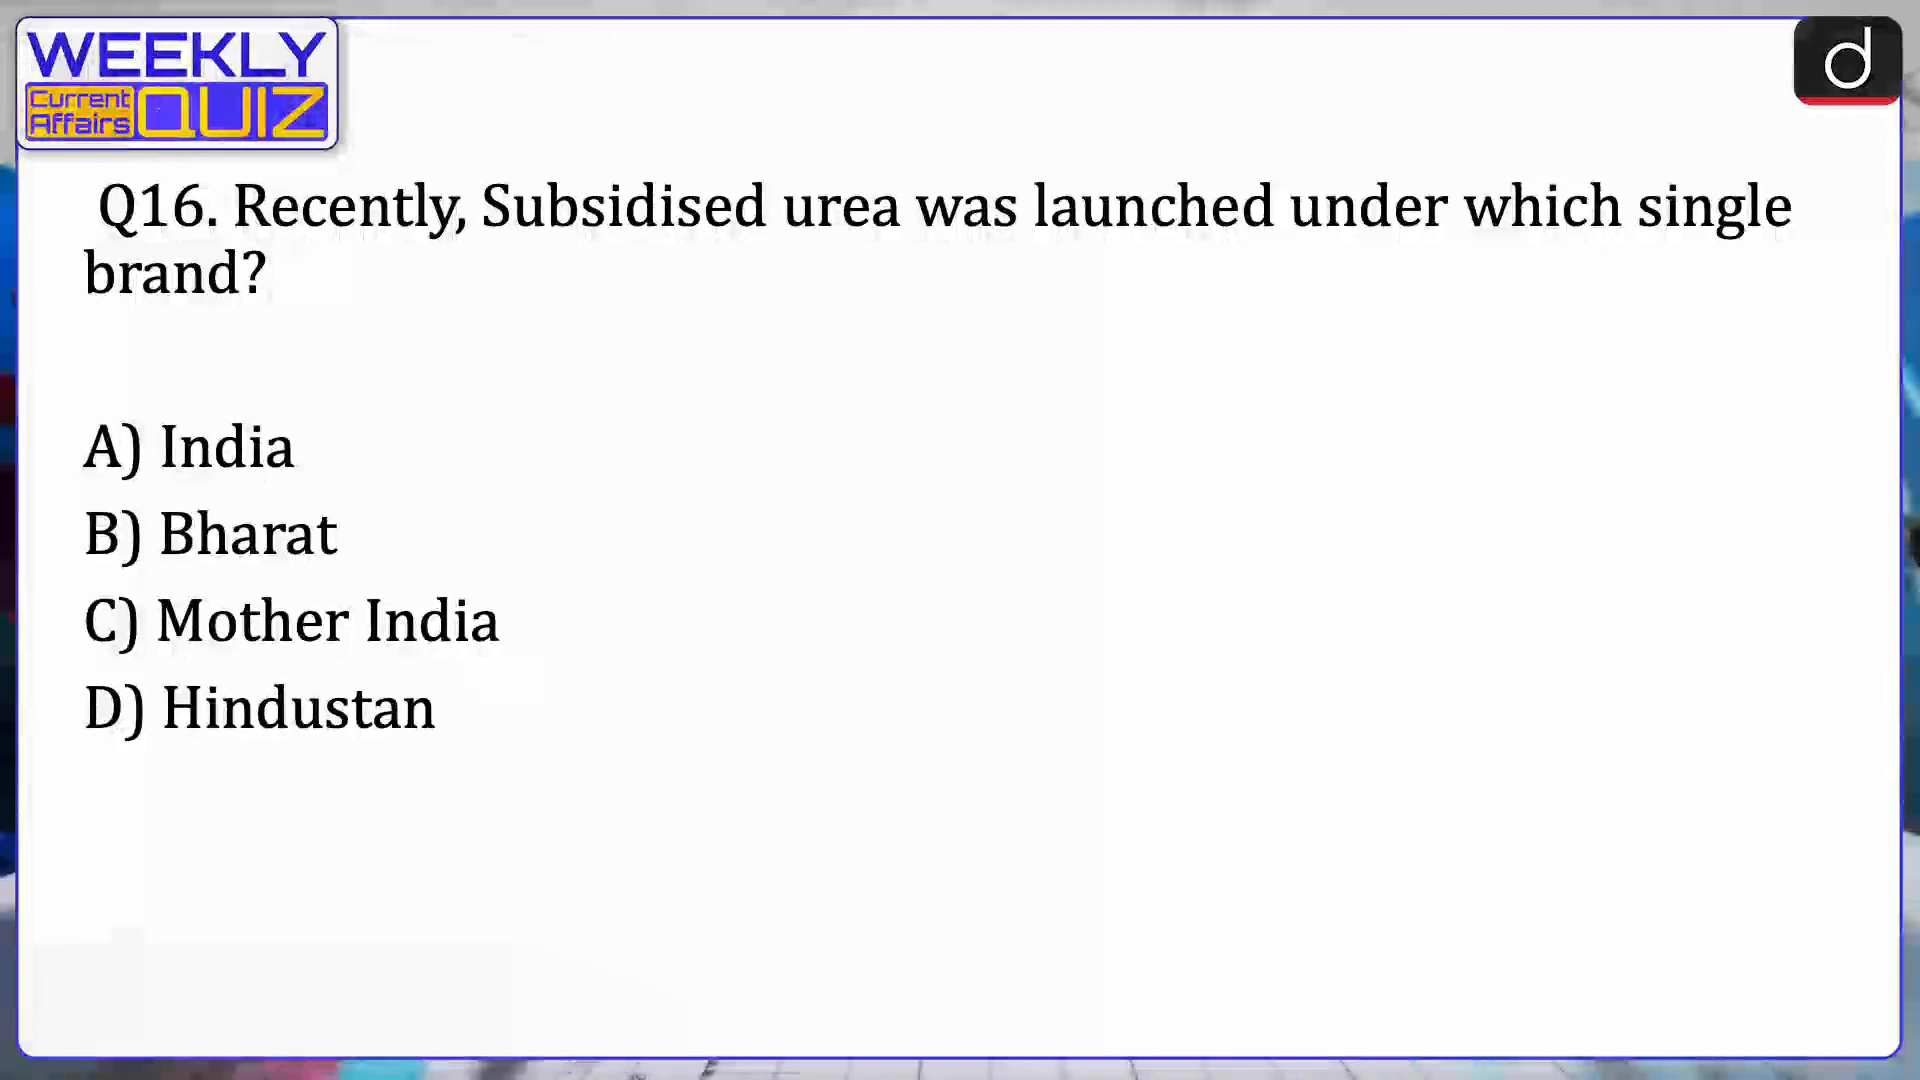 WEEKLY
Current
Affairs
QUIZ
d
Q16. Recently, Subsidised urea was launched under which single
brand?
A) India
B) Bharat
C) Mother India
D) Hindustan